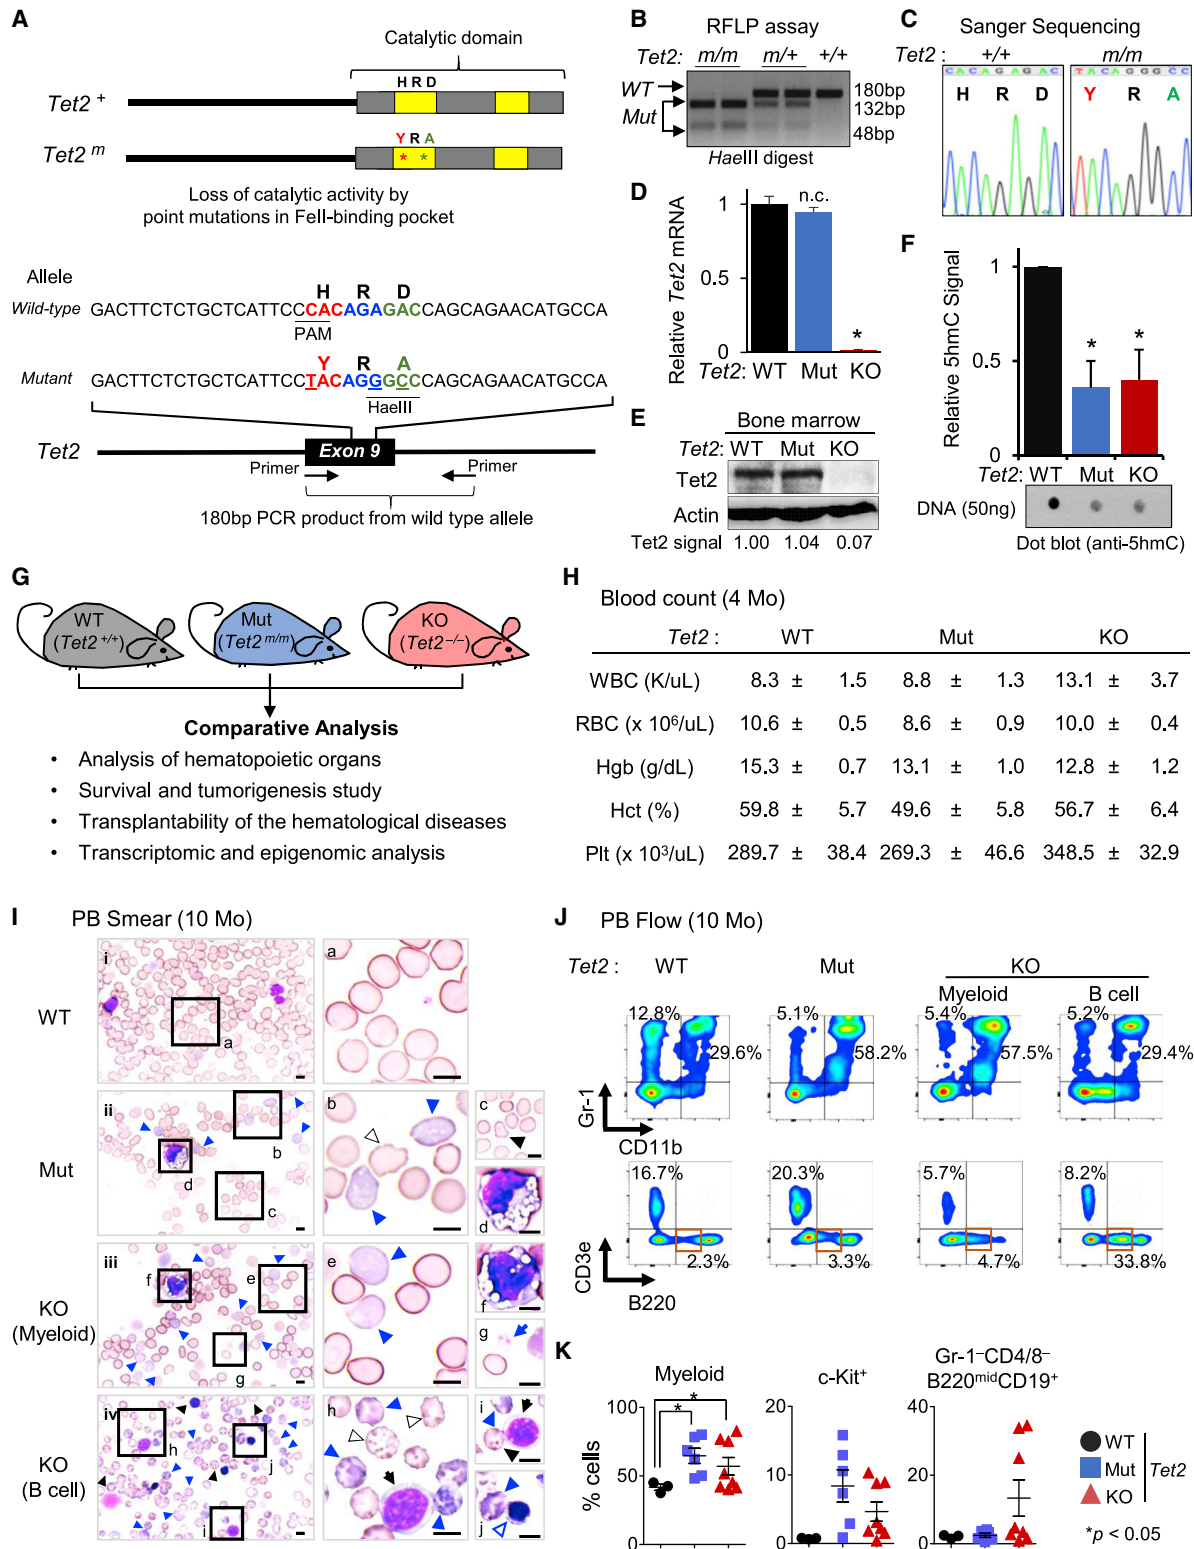 A
Catalytic domain
H R D
Tet2 +
Y R A
* *
Tet2 m
Loss of catalytic activity by
point mutations in FeII-binding pocket
Allele
H R D
Wild-type GACTTCTCTGCTCATTCCCACAGAGACCAGCAGAACATGCCA
PAM
Y R A
Mutant GACTTCTCTGCTCATTCCTACAGGGCCCAGCAGAACATGCCA
HaeIII
Tet2 Exon 9
Primer Primer
180bp PCR product from wild type allele
B RFLP assay
Tet2: m/m m/+ +/+
WT 180bp
Mut 132bp
48bp
HaeIII digest
C Sanger Sequencing
Tet2 : +/+ m/m
CACAGAGAC TACAGGGCC
H R D Y R A
D
Relative Tet2 mRNA
1
0.5
0
n.c.
*
Tet2: WT Mut KO
E Bone marrow
Tet2: WT Mut KO
Tet2
Actin
Tet2 signal 1.00 1.04 0.07
F
Relative 5hmC Signal
1
0.5
0
* *
Tet2: WT Mut KO
DNA (50ng)
Dot blot (anti-5hmC)
G
WT (Tet2 +/+)
Mut (Tet2 m/m)
KO (Tet2 −/−)
Comparative Analysis
• Analysis of hematopoietic organs
• Survival and tumorigenesis study
• Transplantability of the hematological diseases
• Transcriptomic and epigenomic analysis
H Blood count (4 Mo)
Tet2 : WT Mut KO
WBC (K/uL) 8.3 ± 1.5 8.8 ± 1.3 13.1 ± 3.7
RBC (x 10⁶/uL) 10.6 ± 0.5 8.6 ± 0.9 10.0 ± 0.4
Hgb (g/dL) 15.3 ± 0.7 13.1 ± 1.0 12.8 ± 1.2
Hct (%) 59.8 ± 5.7 49.6 ± 5.8 56.7 ± 6.4
Plt (x 10³/uL) 289.7 ± 38.4 269.3 ± 46.6 348.5 ± 32.9
I PB Smear (10 Mo)
WT
i a a
Mut
ii b c d b c d
KO
(Myeloid)
iii f e g e f g
KO
(B cell)
iv h j i h i j
J PB Flow (10 Mo)
Tet2 : WT Mut KO
Myeloid B cell
12.8% 5.1% 5.4% 5.2%
29.6% 58.2% 57.5% 29.4%
Gr-1
CD11b
16.7% 20.3% 5.7% 8.2%
CD3e
2.3% 3.3% 4.7% 33.8%
B220
K
Myeloid
% cells
100
50
0
* *
c-Kit⁺
20
10
0
Gr-1⁻CD4/8⁻
B220ᵐⁱᵈCD19⁺
40
20
0
WT
Mut Tet2
KO
*p < 0.05